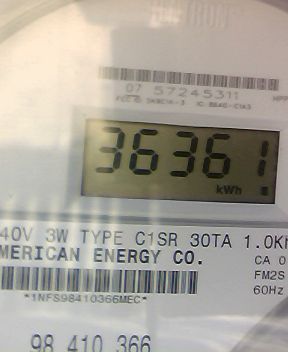 07 57245311
36361
kWh
40V 3W TYPE C1SR 30TA 1.0Kh
MERICAN ENERGY CO. CA 0
FM2S
*1NFS98410366MEC* 60Hz
98 410 366